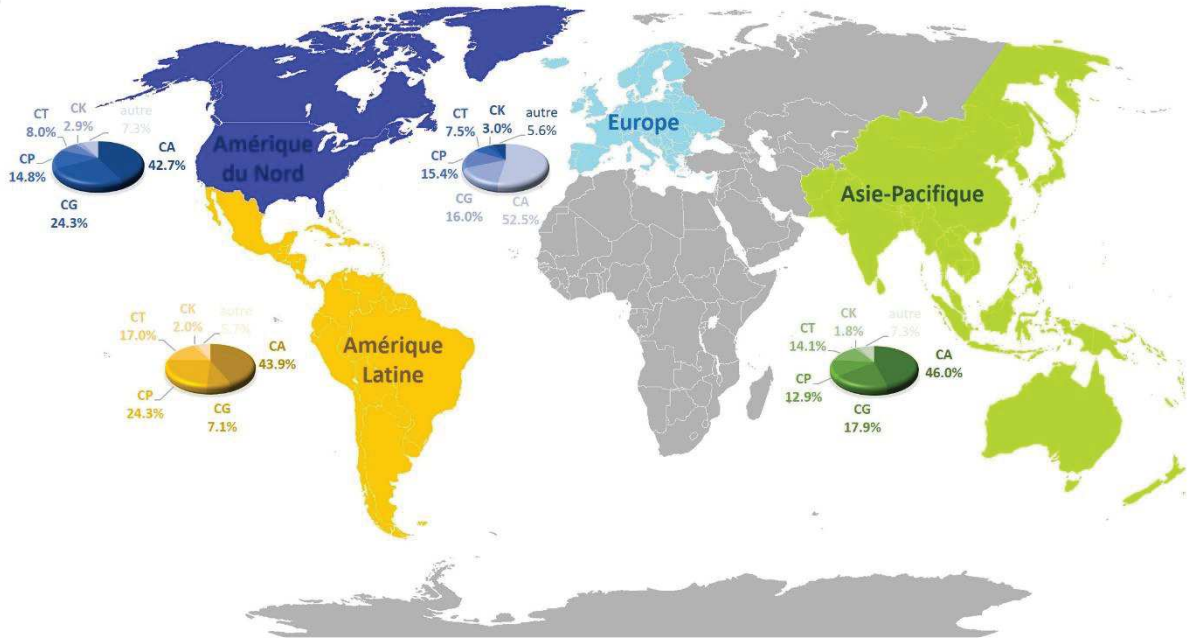 CT
8.0%
CK
2.9%
autre
7.3%
CA
42.7%
CP
14.8%
CG
24.3%
Amérique
du Nord
CT
7.5%
CK
3.0%
autre
5.6%
CP
15.4%
CG
16.0%
CA
52.5%
Europe
Asie-Pacifique
CT
17.0%
CK
2.0%
autre
5.7%
CA
43.9%
CP
24.3%
CG
7.1%
Amérique
Latine
CT
14.1%
CK
1.8%
autre
7.3%
CA
46.0%
CP
12.9%
CG
17.9%